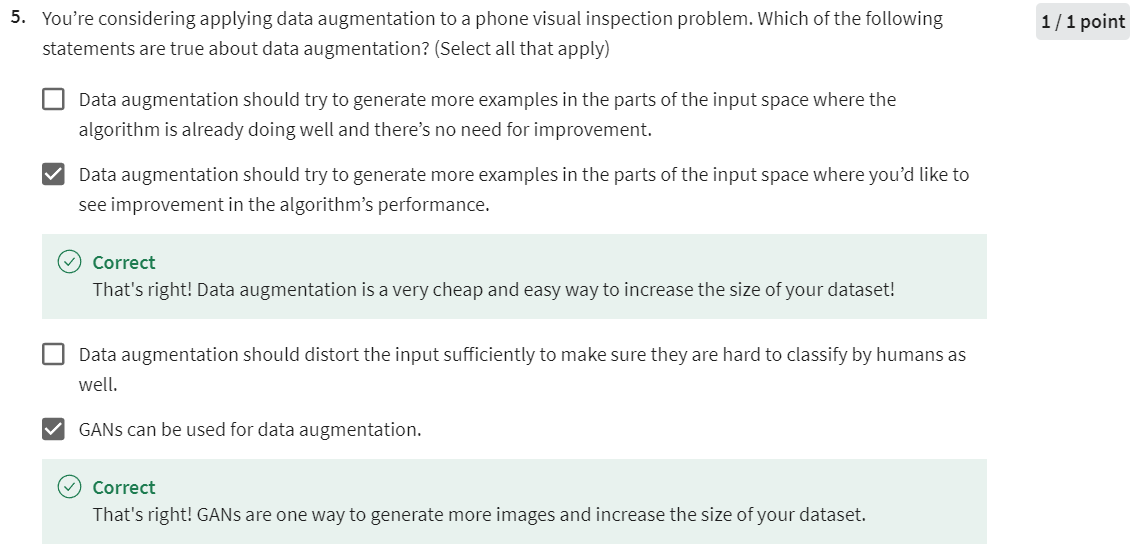 5. You’re considering applying data augmentation to a phone visual inspection problem. Which of the following
1 / 1 point
statements are true about data augmentation? (Select all that apply)
Data augmentation should try to generate more examples in the parts of the input space where the
algorithm is already doing well and there’s no need for improvement.
Data augmentation should try to generate more examples in the parts of the input space where you’d like to
see improvement in the algorithm’s performance.
Correct
That's right! Data augmentation is a very cheap and easy way to increase the size of your dataset!
Data augmentation should distort the input sufficiently to make sure they are hard to classify by humans as
well.
GANs can be used for data augmentation.
Correct
That's right! GANs are one way to generate more images and increase the size of your dataset.